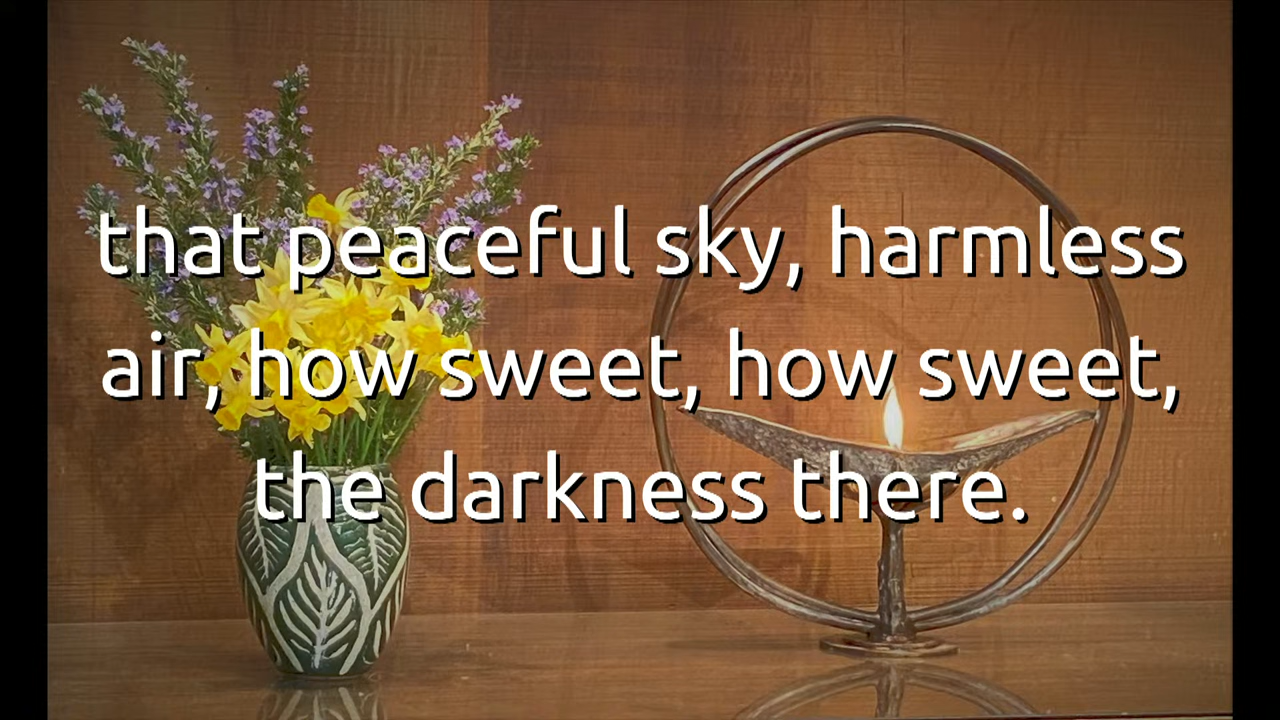 that peaceful sky, harmless
air, how sweet, how sweet,
the darkness there.